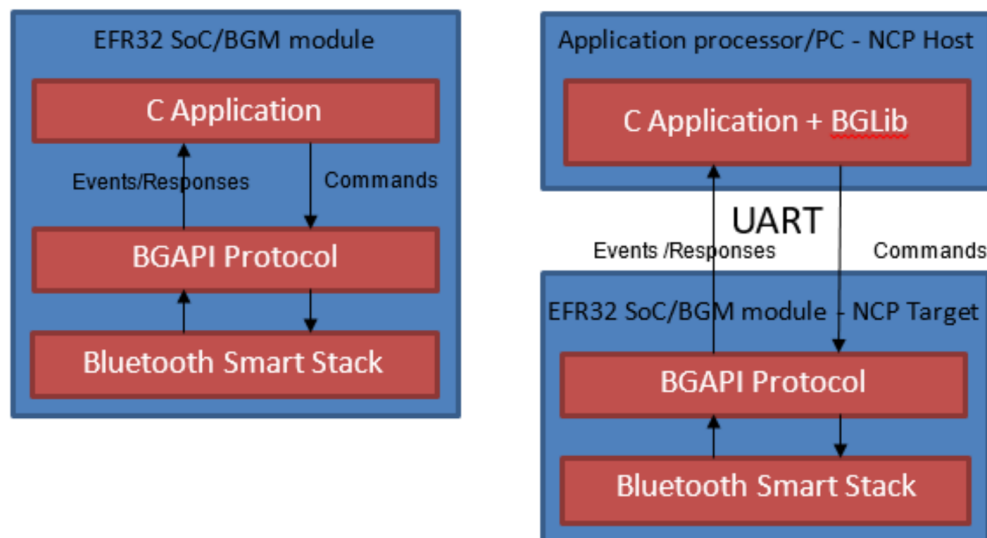 EFR32 SoC/BGM module
C Application
Events/Responses
Commands
BGAPI Protocol
Bluetooth Smart Stack
Application processor/PC - NCP Host
C Application + BGLib
UART
Events /Responses
Commands
EFR32 SoC/BGM module - NCP Target
BGAPI Protocol
Bluetooth Smart Stack